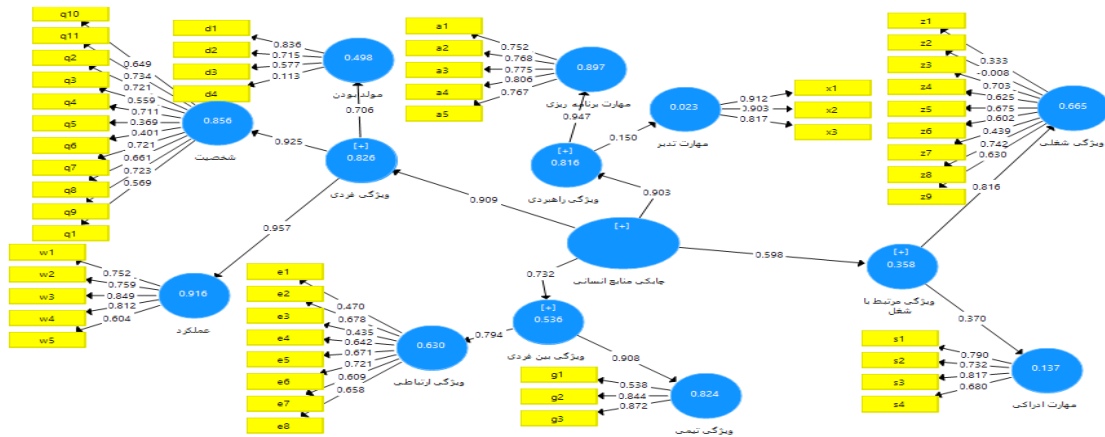 q10
q11
q2
q3
q4
q5
q6
q7
q8
q9
q1
0.649
0.734
0.721
0.559
0.711
0.369
0.401
0.721
0.661
0.723
0.569
0.856
شخصیت
d1
d2
d3
d4
0.836
0.715
0.577
0.113
0.498
مولد بودن
0.706
0.925
[+]
0.826
ویژگی فردی
0.957
0.909
w1
w2
w3
w4
w5
0.752
0.759
0.849
0.812
0.604
0.916
عملکرد
a1
a2
a3
a4
a5
0.752
0.768
0.775
0.806
0.767
0.897
مهارت برنامه ریزی
0.947
0.150
0.023
مهارت تدبر
0.912
0.903
0.817
x1
x2
x3
[+]
0.816
ویژگی راهبردی
0.903
[+]
چابکی منابع انسانی
0.732
0.598
e1
e2
e3
e4
e5
e6
e7
e8
0.470
0.678
0.435
0.642
0.671
0.721
0.609
0.658
0.630
ویژگی ارتباطی
0.794
[+]
0.536
ویژگی بین فردی
0.908
g1
g2
g3
0.538
0.844
0.872
0.824
ویژگی تیمی
z1
z2
z3
z4
z5
z6
z7
z8
z9
0.333
-0.008
0.703
0.625
0.675
0.602
0.439
0.742
0.630
0.665
ویژگی شغلی
0.816
[+]
0.358
ویژگی مرتبط با
شغل
0.370
s1
s2
s3
s4
0.790
0.732
0.817
0.680
0.137
مهارت ادراکی